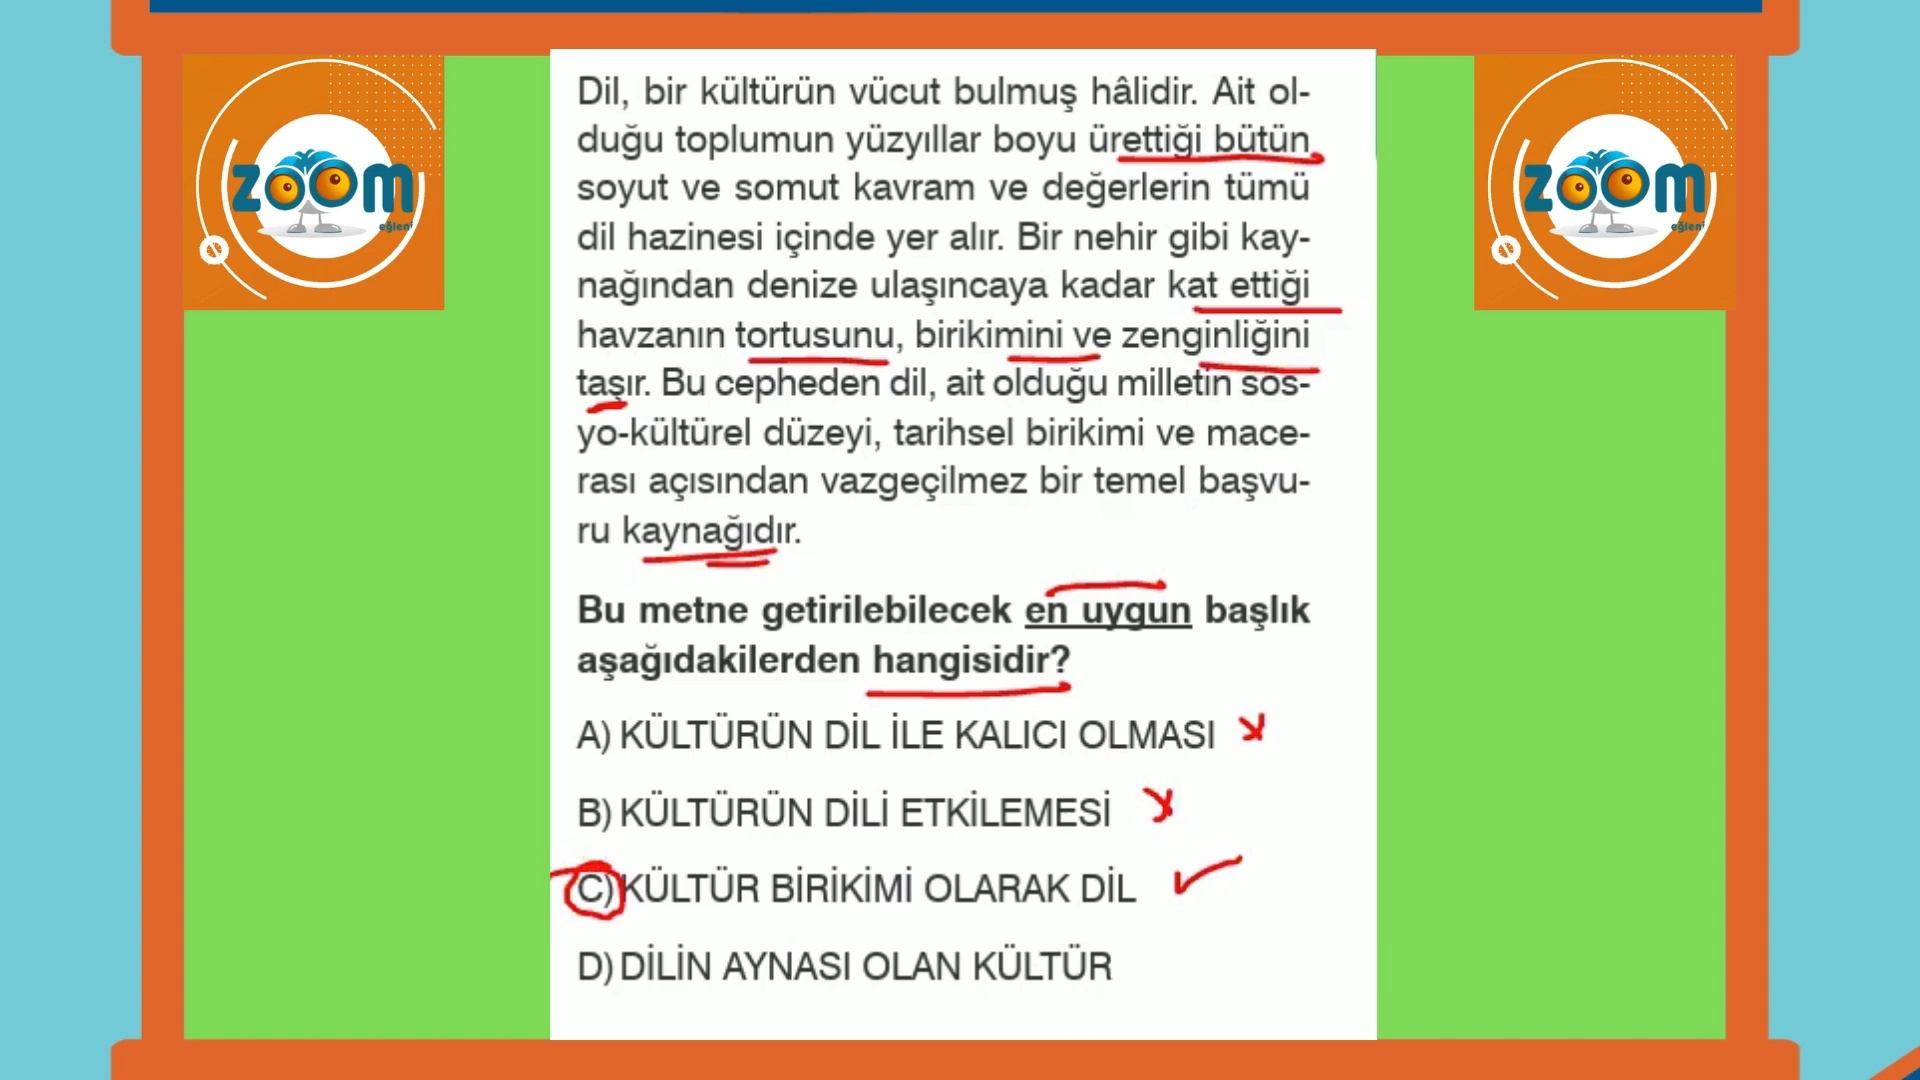 zoom
eğleni
zoom
eğleni
Dil, bir kültürün vücut bulmuş hâlidir. Ait ol-
duğu toplumun yüzyıllar boyu ürettiği bütün
soyut ve somut kavram ve değerlerin tümü
dil hazinesi içinde yer alır. Bir nehir gibi kay-
nağından denize ulaşıncaya kadar kat ettiği
havzanın tortusunu, birikimini ve zenginliğini
taşır. Bu cepheden dil, ait olduğu milletin sos-
yo-kültürel düzeyi, tarihsel birikimi ve mace-
rası açısından vazgeçilmez bir temel başvu-
ru kaynağıdır.
Bu metne getirilebilecek en uygun başlık
aşağıdakilerden hangisidir?
A) KÜLTÜRÜN DİL İLE KALICI OLMASI
B) KÜLTÜRÜN DİLİ ETKİLEMESİ
C) KÜLTÜR BİRİKİMİ OLARAK DİL
D) DİLİN AYNASI OLAN KÜLTÜR